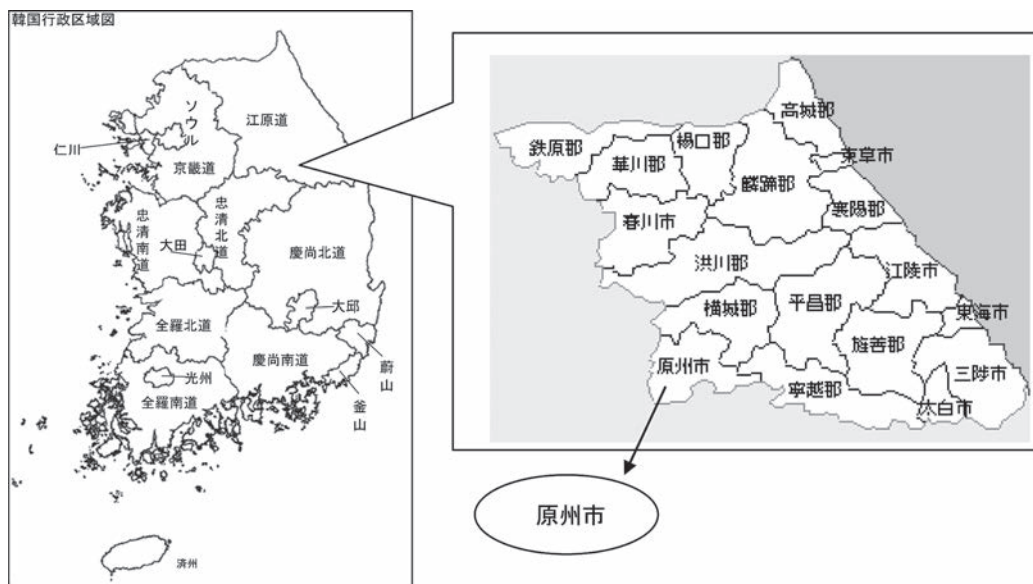 韓国行政区域図
ソウル
江原道
仁川
京畿道
忠清南道
忠清北道
大田
慶尚北道
大邱
全羅北道
慶尚南道
蔚山
光州
釜山
全羅南道
済州
高城郡
鉄原郡
華川郡
楊口郡
束草市
麟蹄郡
襄陽郡
春川市
洪川郡
江陵市
横城郡
平昌郡
東海市
旌善郡
原州市
三陟市
寧越郡
太白市
原州市